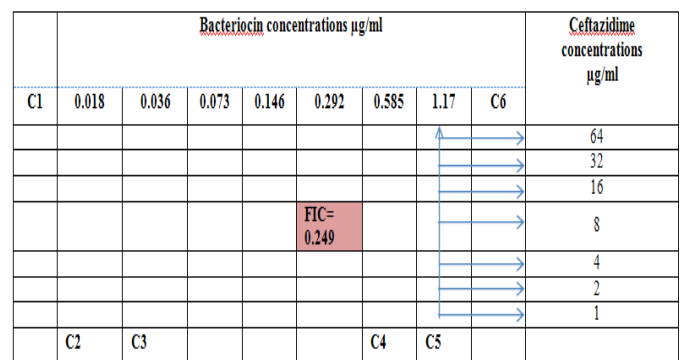 Bacteriocin concentrations µg/ml
Ceftazidime
concentrations
µg/ml
C1 0.018 0.036 0.073 0.146 0.292 0.585 1.17 C6
64
32
16
FIC=
0.249
8
4
2
1
C2 C3 C4 C5